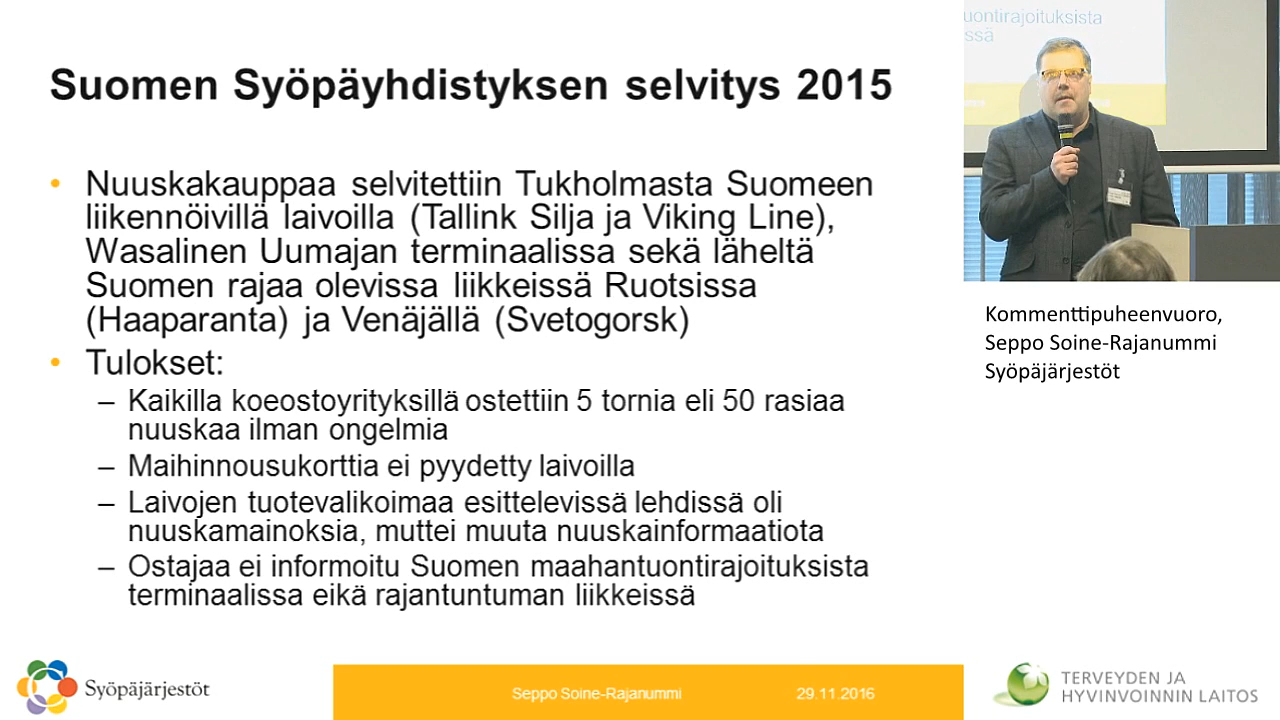 Suomen Syöpäyhdistyksen selvitys 2015
• Nuuskakauppaa selvitettiin Tukholmasta Suomeen
liikennöivillä laivoilla (Tallink Silja ja Viking Line),
Wasalinen Uumajan terminaalissa sekä läheltä
Suomen rajaa olevissa liikkeissä Ruotsissa
(Haaparanta) ja Venäjällä (Svetogorsk)
• Tulokset:
– Kaikilla koeostoyrityksillä ostettiin 5 tornia eli 50 rasiaa
nuuskaa ilman ongelmia
– Maihinnousukorttia ei pyydetty laivoilla
– Laivojen tuotevalikoimaa esittelevissä lehdissä oli
nuuskamainoksia, muttei muuta nuuskainformaatiota
– Ostajaa ei informoitu Suomen maahantuontirajoituksista
terminaalissa eikä rajantuntuman liikkeissä
uontirajoituksista
ssä
Kommenttipuheenvuoro,
Seppo Soine-Rajanummi
Syöpäjärjestöt
Syöpäjärjestöt
Seppo Soine-Rajanummi
29.11.2016
TERVEYDEN JA
HYVINVOINNIN LAITOS